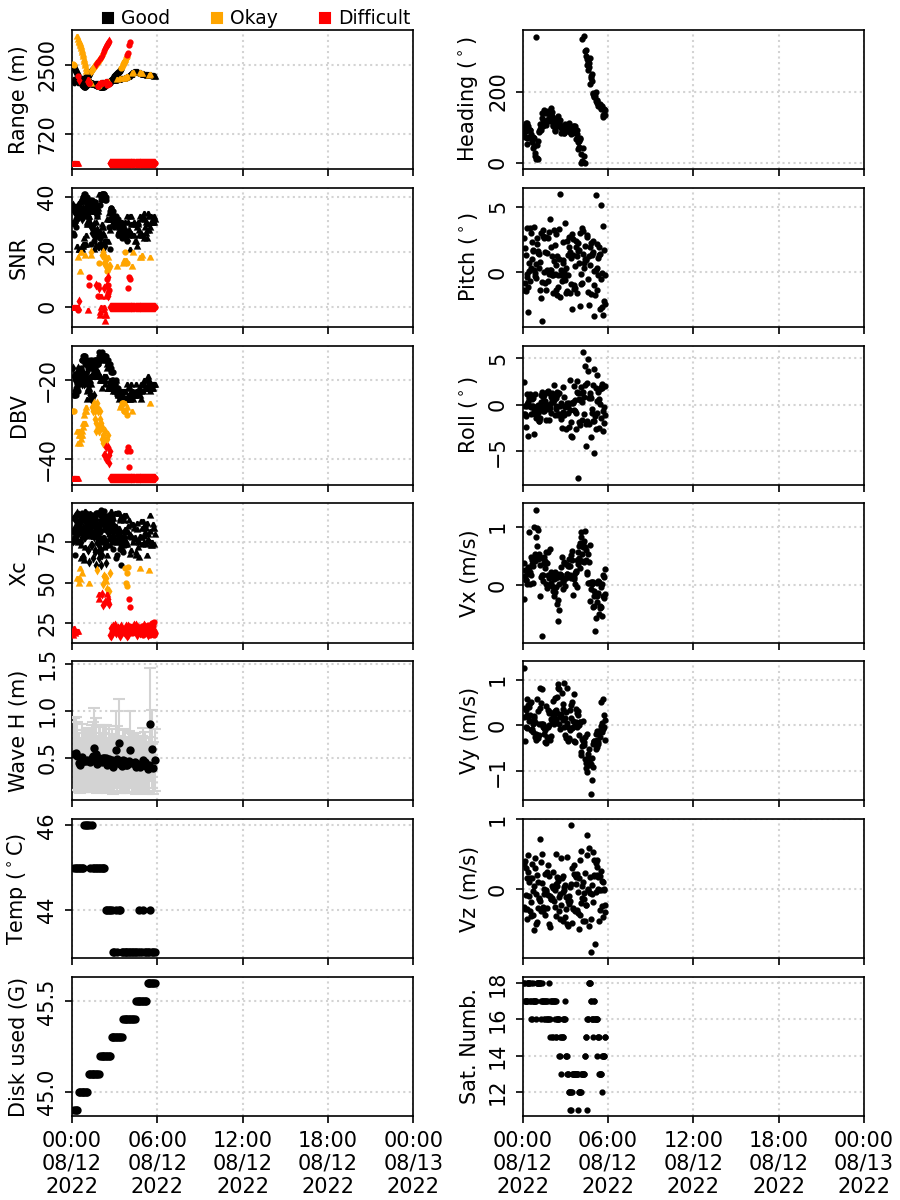 Good Okay Difficult
Range (m)
2500
720
Heading (°)
200
0
SNR
40
20
0
Pitch (°)
5
0
DBV
−20
−40
Roll (°)
5
0
−5
Xc
75
50
25
Vx (m/s)
1
0
Wave H (m)
1.5
1.0
0.5
Vy (m/s)
1
0
−1
Temp (°C)
46
44
Vz (m/s)
1
0
Disk used (G)
45.5
45.0
Sat. Numb.
18
16
14
12
00:00 06:00 12:00 18:00 00:00
08/12 08/12 08/12 08/12 08/13
2022 2022 2022 2022 2022
00:00 06:00 12:00 18:00 00:00
08/12 08/12 08/12 08/12 08/13
2022 2022 2022 2022 2022